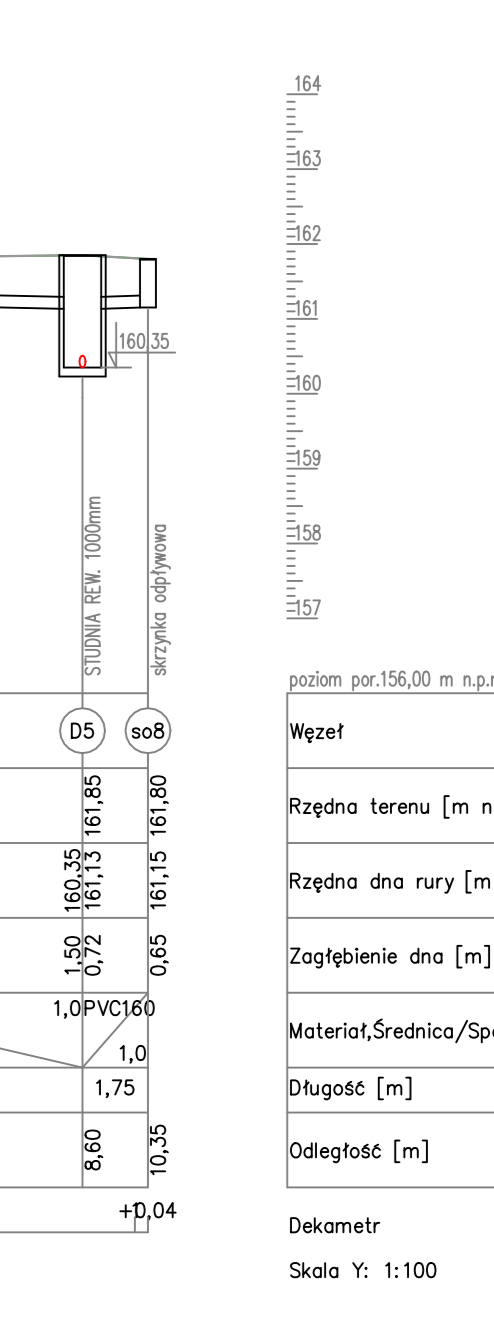 164
163
162
161
160
159
158
157
160,35
0
STUDNIA REW. 1000mm
skrzynka odpływowa
poziom por.156,00 m n.p.
D5
so8
Węzeł
161,85
161,80
Rzędna terenu [m n
160,35
161,13
161,15
Rzędna dna rury [m
1,50
0,72
0,65
Zagłębienie dna [m]
1,0
PVC160
1,0
Materiał,Średnica/Sp
1,75
Długość [m]
8,60
10,35
Odległość [m]
Dekametr
Skala Y: 1:100